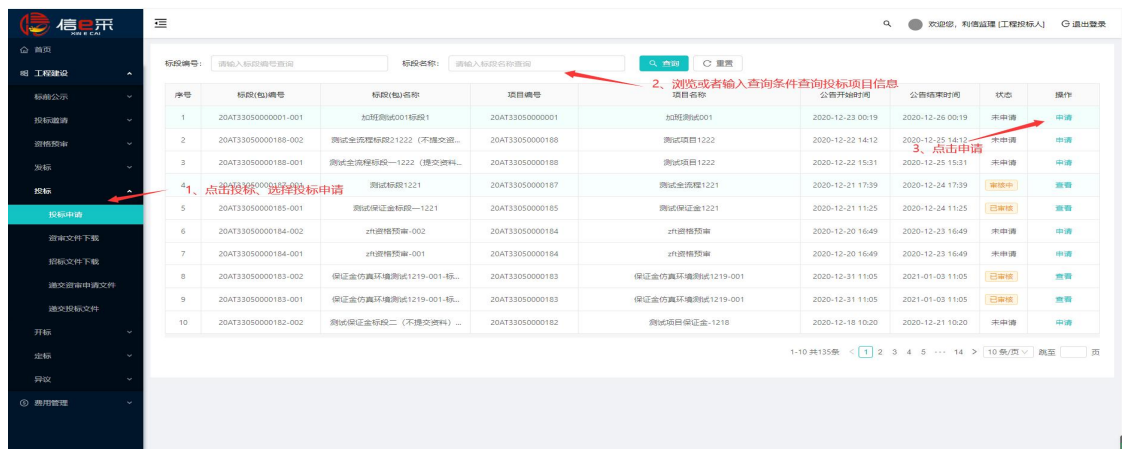 信e采
XIN E CAI
欢迎您，利信监理 [工程投标人] 退出登录
首页
工程建设
标前公示
投标邀请
资格预审
发标
投标
投标申请
资审文件下载
招标文件下载
递交资审申请文件
递交投标文件
开标
定标
异议
费用管理
标段编号： 请输入标段编号查询 标段名称： 请输入标段名称查询 查询 重置
2、浏览或者输入查询条件查询投标项目信息
序号 标段(包)编号 标段(包)名称 项目编号 项目名称 公告开始时间 公告结束时间 状态 操作
1 20AT33050000001-001 加班测试001标段1 20AT33050000001 加班测试001 2020-12-23 00:19 2020-12-26 00:19 未申请 申请
2 20AT33050000188-002 测试全流程标段21222（不提交资... 20AT33050000188 测试项目1222 2020-12-22 14:12 2020-12-25 14:12 未申请 申请
3、点击申请
3 20AT33050000188-001 测试全流程标段一1222（提交资料... 20AT33050000188 测试项目1222 2020-12-22 15:31 2020-12-25 15:31 未申请 申请
4 20AT33050000187-001 测试标段1221 20AT33050000187 测试全流程1221 2020-12-21 17:39 2020-12-24 17:39 审核中 查看
1、点击投标、选择投标申请
5 20AT33050000185-001 测试保证金标段—1221 20AT33050000185 测试保证金1221 2020-12-21 11:25 2020-12-24 11:25 已审核 查看
6 20AT33050000184-002 zft资格预审-002 20AT33050000184 zft资格预审 2020-12-20 16:49 2020-12-23 16:49 未申请 申请
7 20AT33050000184-001 zft资格预审-001 20AT33050000184 zft资格预审 2020-12-20 16:49 2020-12-23 16:49 未申请 申请
8 20AT33050000183-002 保证金仿真环境测试1219-001-标... 20AT33050000183 保证金仿真环境测试1219-001 2020-12-31 11:05 2021-01-03 11:05 已审核 查看
9 20AT33050000183-001 保证金仿真环境测试1219-001-标... 20AT33050000183 保证金仿真环境测试1219-001 2020-12-31 11:05 2021-01-03 11:05 已审核 查看
10 20AT33050000182-002 测试保证金标段二（不提交资料）... 20AT33050000182 测试项目保证金-1218 2020-12-18 10:20 2020-12-21 10:20 未申请 申请
1-10 共135条 < 1 2 3 4 5 ••• 14 > 10 条/页 跳至 页